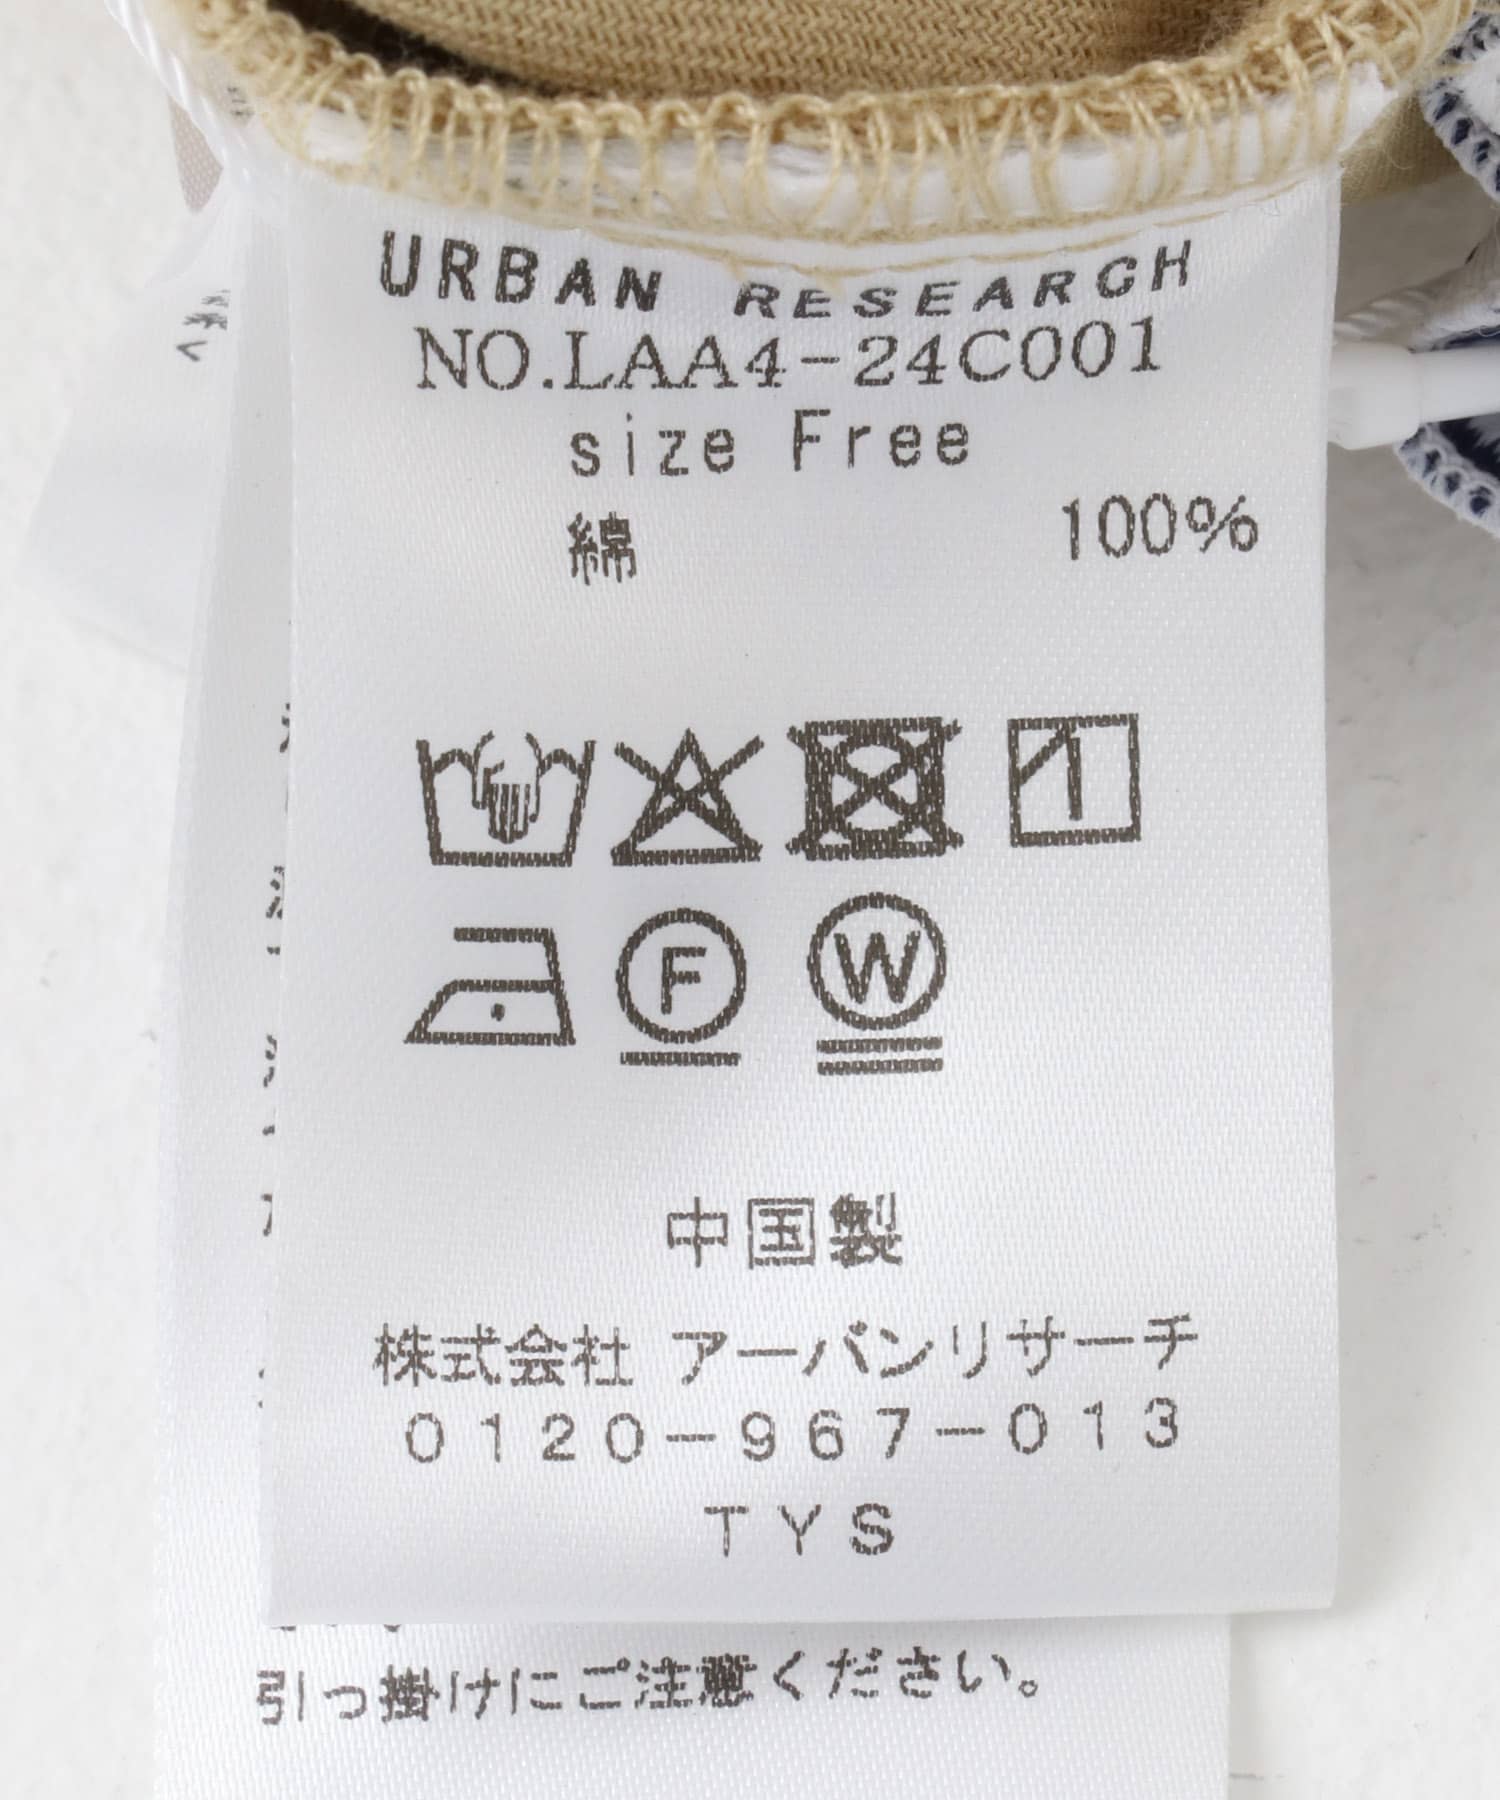 URBAN RESEARCH
NO.LAA4-24C001
size Free
綿 100%
F W
中国製
株式会社 アーバンリサーチ
0120-967-013
TYS
引っ掛けにご注意ください。